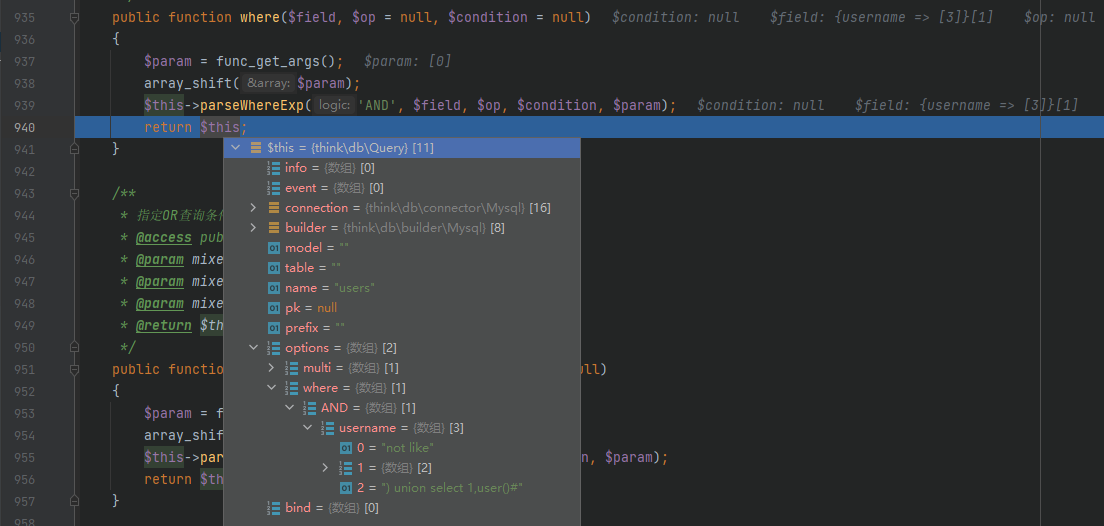 935 public function where($field, $op = null, $condition = null) $condition: null $field: {username => [3]}[1] $op: null
936 {
937 $param = func_get_args(); $param: [0]
938 array_shift( &array: $param);
939 $this->parseWhereExp( logic: 'AND', $field, $op, $condition, $param); $condition: null $field: {username => [3]}[1]
940 return $this;
941 }
$this = {think\db\Query} [11]
942
info = {数组} [0]
943 /**
event = {数组} [0]
944 * 指定OR查询条件
connection = {think\db\connector\Mysql} [16]
945 * @access pub
builder = {think\db\builder\Mysql} [8]
946 * @param mixe
model = ""
947 * @param mixe
table = ""
948 * @param mixe
name = "users"
949 * @return $th
pk = null
prefix = ""
950 */
options = {数组} [2]
951 public function ull)
multi = {数组} [1]
952 {
where = {数组} [1]
953 $param = f
AND = {数组} [1]
954 array_shif
username = {数组} [3]
955 $this->par n, $param);
0 = "not like"
956 return $th
1 = {数组} [2]
957 }
2 = ") union select 1,user()#"
bind = {数组} [0]
958